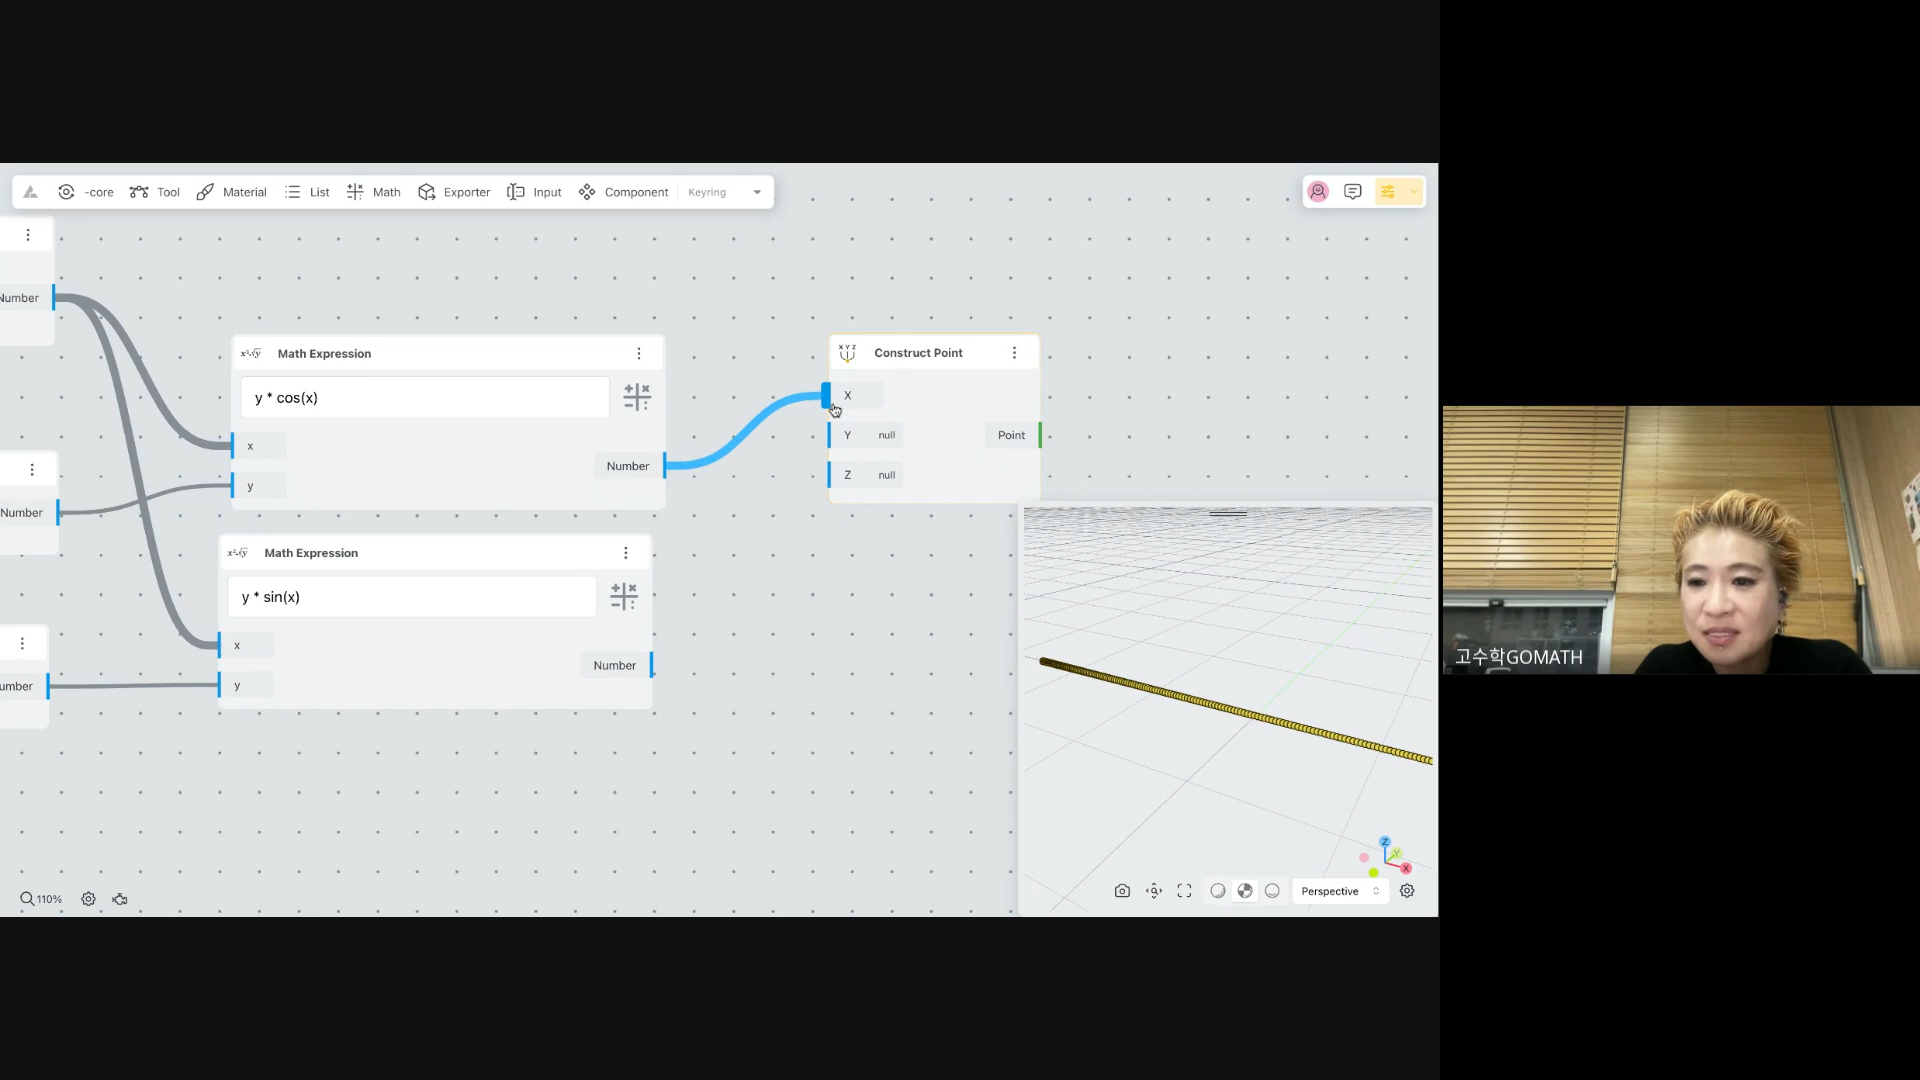 -core Tool Material List Math Exporter Input Component Keyring
Number
Math Expression
y * cos(x)
x
y
Number
X Y Z
Construct Point
X
Y null
Z null
Point
Number
Math Expression
y * sin(x)
x
y
Number
umber
Z
Y
X
110%
Perspective
고수학GOMATH